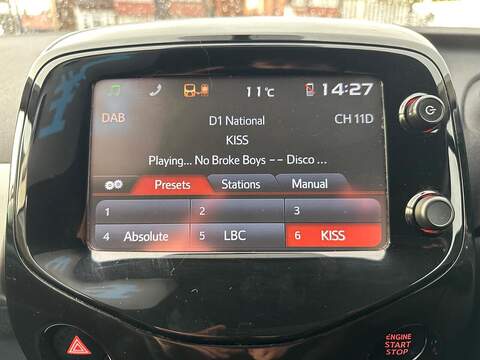 11°C 14:27
DAB D1 National CH 11D
KISS
Playing... No Broke Boys -- Disco ...
Presets Stations Manual
1 2 3
4 Absolute 5 LBC 6 KISS
ENGINE
START
STOP